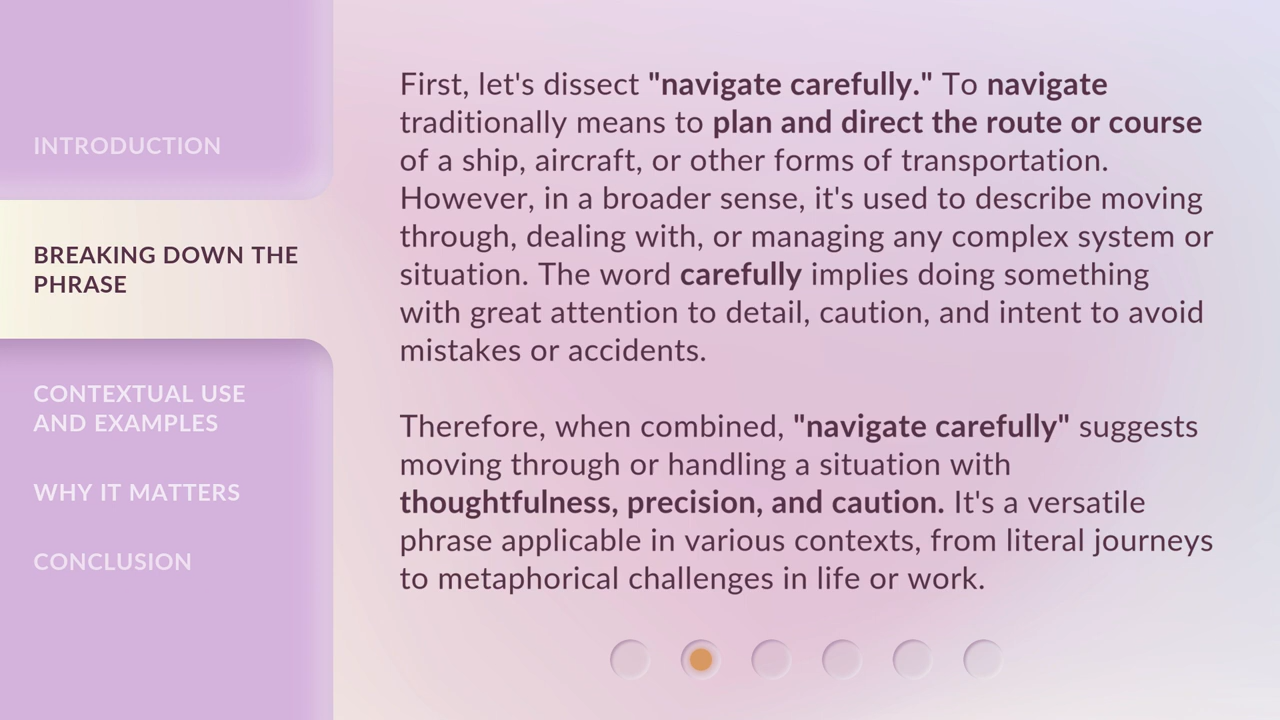 INTRODUCTION
BREAKING DOWN THE
PHRASE
CONTEXTUAL USE
AND EXAMPLES
WHY IT MATTERS
CONCLUSION
First, let's dissect "navigate carefully." To navigate
traditionally means to plan and direct the route or course
of a ship, aircraft, or other forms of transportation.
However, in a broader sense, it's used to describe moving
through, dealing with, or managing any complex system or
situation. The word carefully implies doing something
with great attention to detail, caution, and intent to avoid
mistakes or accidents.
Therefore, when combined, "navigate carefully" suggests
moving through or handling a situation with
thoughtfulness, precision, and caution. It's a versatile
phrase applicable in various contexts, from literal journeys
to metaphorical challenges in life or work.